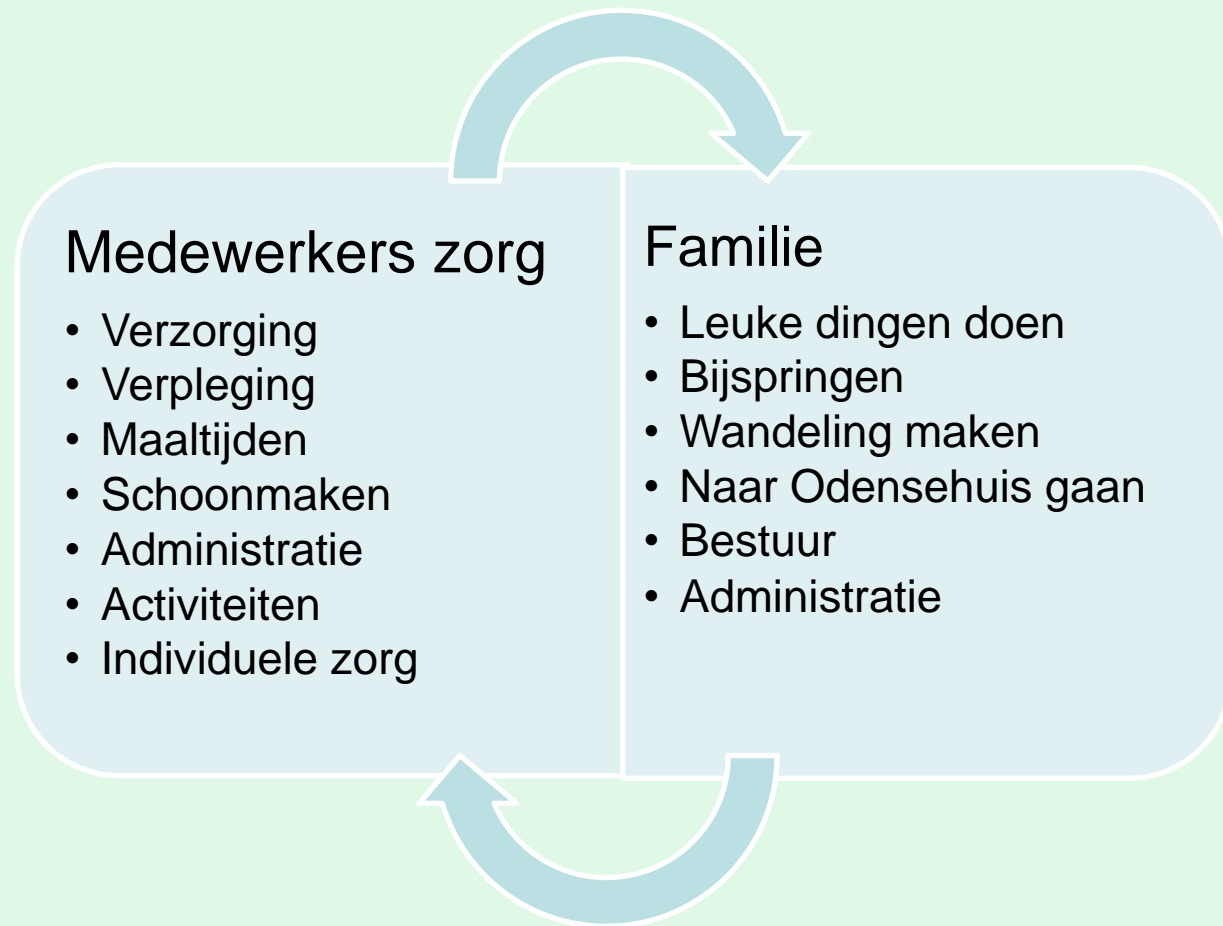 Medewerkers zorg
• Verzorging
• Verpleging
• Maaltijden
• Schoonmaken
• Administratie
• Activiteiten
• Individuele zorg
Familie
• Leuke dingen doen
• Bijspringen
• Wandeling maken
• Naar Odensehuis gaan
• Bestuur
• Administratie